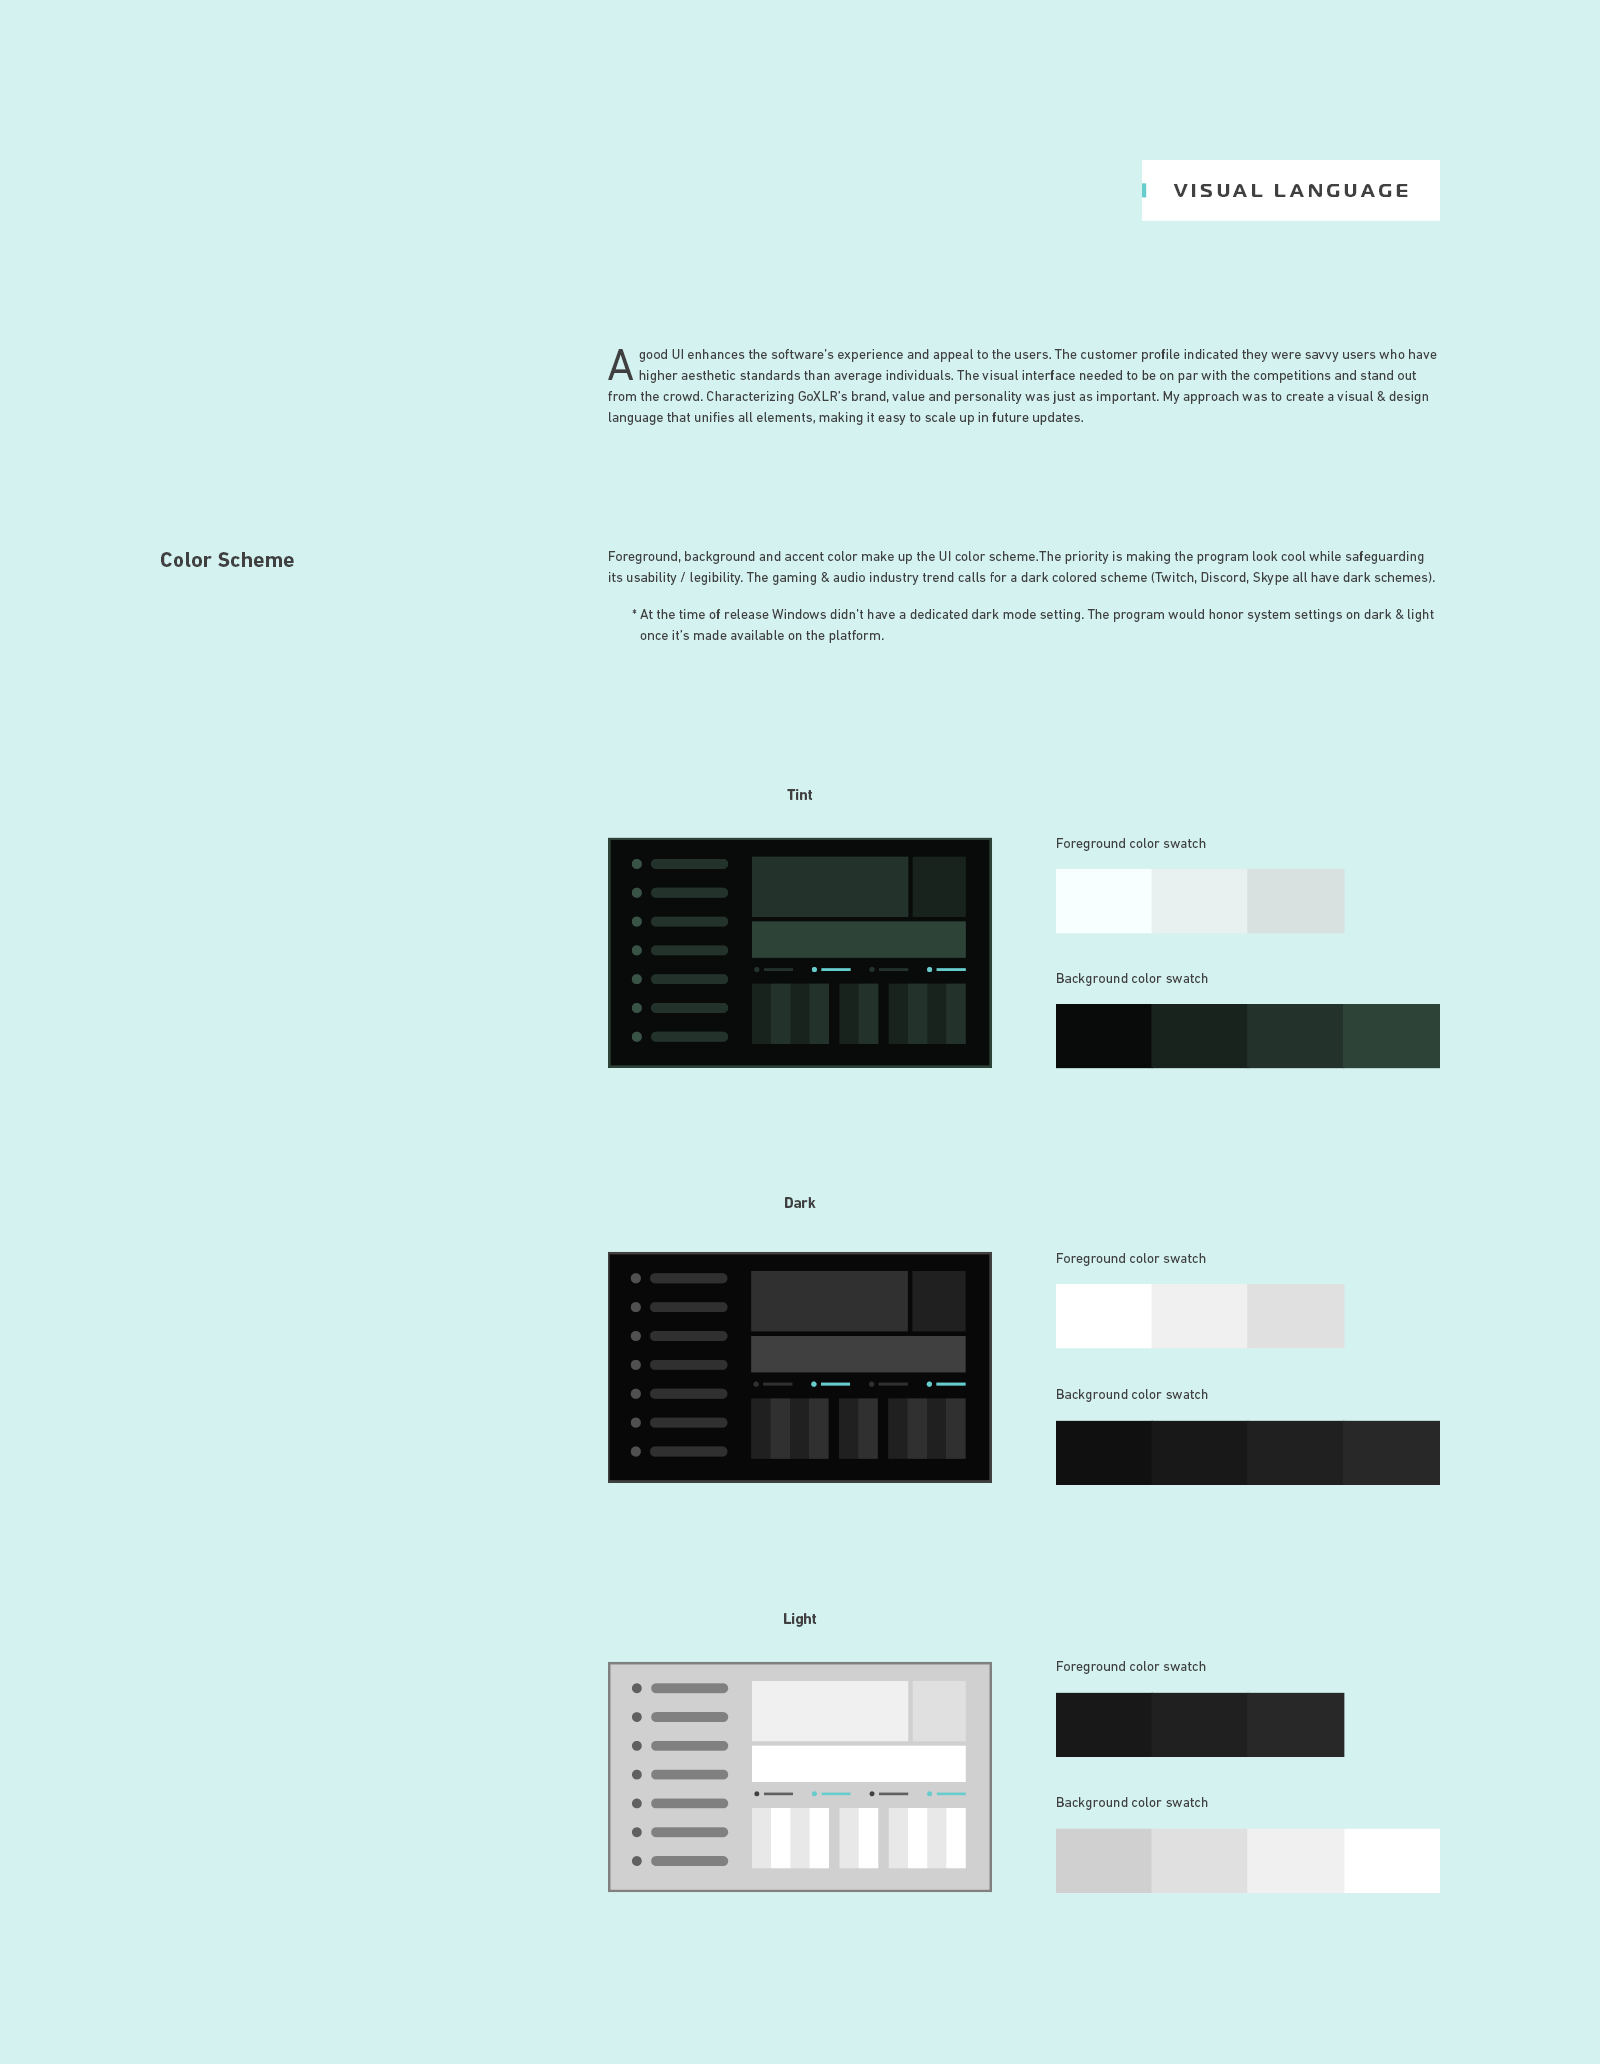 VISUAL LANGUAGE
A good UI enhances the software's experience and appeal to the users. The customer profile indicated they were savvy users who have
higher aesthetic standards than average individuals. The visual interface needed to be on par with the competitions and stand out
from the crowd. Characterizing GoXLR's brand, value and personality was just as important. My approach was to create a visual & design
language that unifies all elements, making it easy to scale up in future updates.
Color Scheme
Foreground, background and accent color make up the UI color scheme.The priority is making the program look cool while safeguarding
its usability / legibility. The gaming & audio industry trend calls for a dark colored scheme (Twitch, Discord, Skype all have dark schemes).
* At the time of release Windows didn't have a dedicated dark mode setting. The program would honor system settings on dark & light
once it's made available on the platform.
Tint
Foreground color swatch
Background color swatch
Dark
Foreground color swatch
Background color swatch
Light
Foreground color swatch
Background color swatch